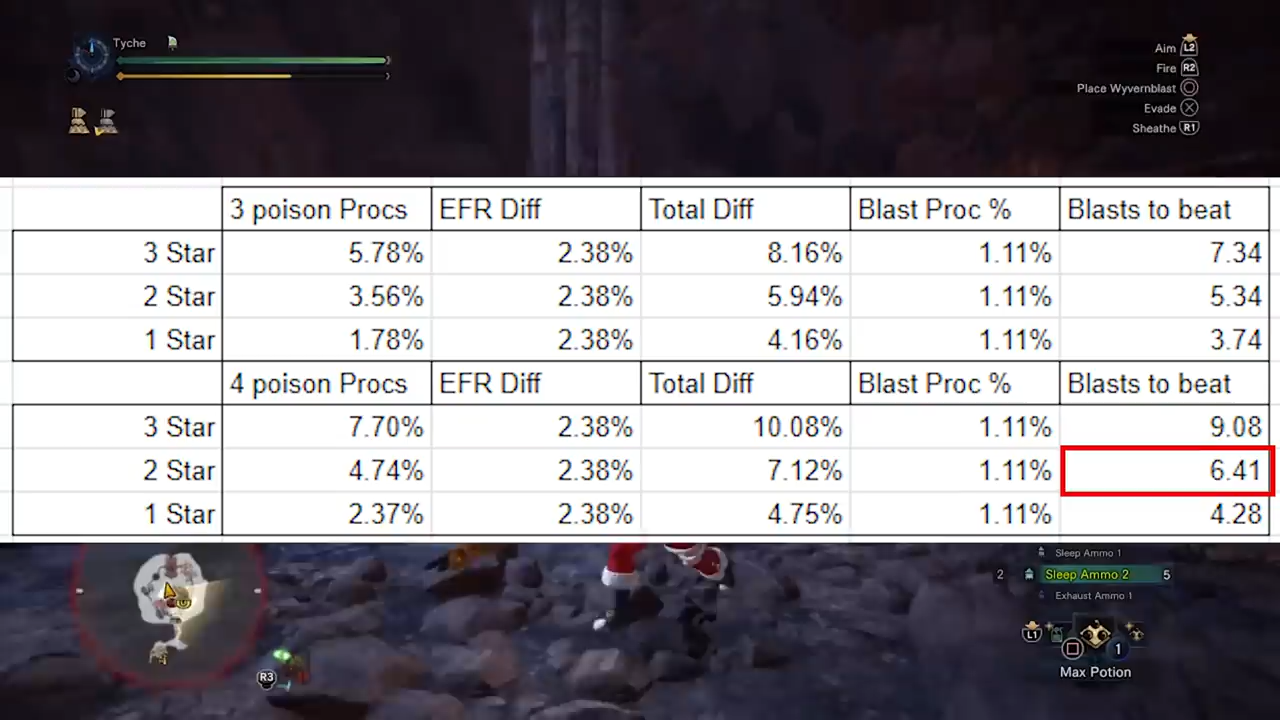 Tyche
Aim L2
Fire R2
Place Wyvernblast
Evade
Sheathe R1
3 poison Procs EFR Diff Total Diff Blast Proc % Blasts to beat
3 Star 5.78% 2.38% 8.16% 1.11% 7.34
2 Star 3.56% 2.38% 5.94% 1.11% 5.34
1 Star 1.78% 2.38% 4.16% 1.11% 3.74
4 poison Procs EFR Diff Total Diff Blast Proc % Blasts to beat
3 Star 7.70% 2.38% 10.08% 1.11% 9.08
2 Star 4.74% 2.38% 7.12% 1.11% 6.41
1 Star 2.37% 2.38% 4.75% 1.11% 4.28
Sleep Ammo 1
2 Sleep Ammo 2 5
Exhaust Ammo 1
L1
1
Max Potion
R3